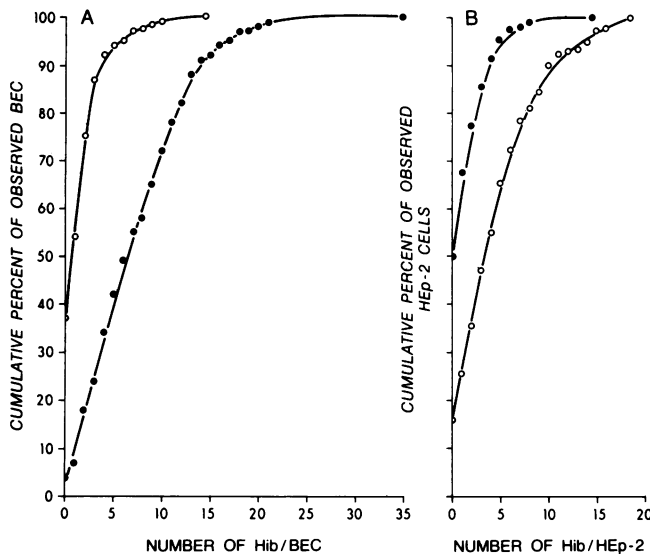 A
B
CUMULATIVE PERCENT OF OBSERVED BEC
100
90
80
70
60
50
40
30
20
10
0
0 5 10 15 20 25 30 35
NUMBER OF Hib/BEC
CUMULATIVE PERCENT OF OBSERVED
HEp-2 CELLS
0 5 10 15 20
NUMBER OF Hib/HEp-2